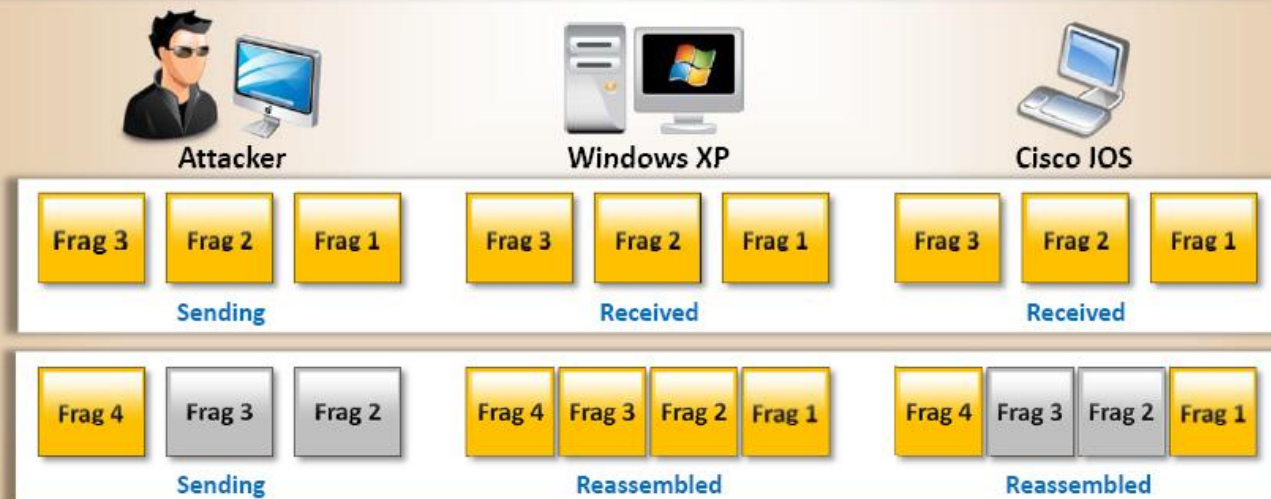 Attacker Windows XP Cisco IOS
Frag 3 Frag 2 Frag 1 Frag 3 Frag 2 Frag 1 Frag 3 Frag 2 Frag 1
Sending Received Received
Frag 4 Frag 3 Frag 2 Frag 4 Frag 3 Frag 2 Frag 1 Frag 4 Frag 3 Frag 2 Frag 1
Sending Reassembled Reassembled